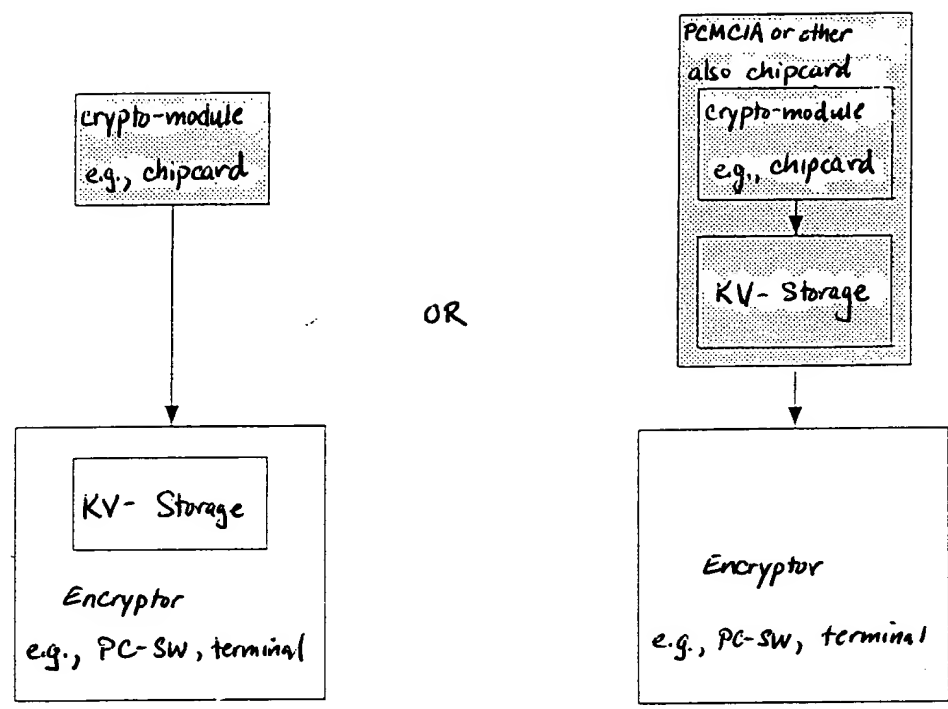 crypto-module
e.g., chipcard
KV- Storage
Encryptor
e.g., PC-SW, terminal
OR
PCMCIA or other
also chipcard
crypto-module
e.g., chipcard
KV- Storage
Encryptor
e.g., PC-SW, terminal